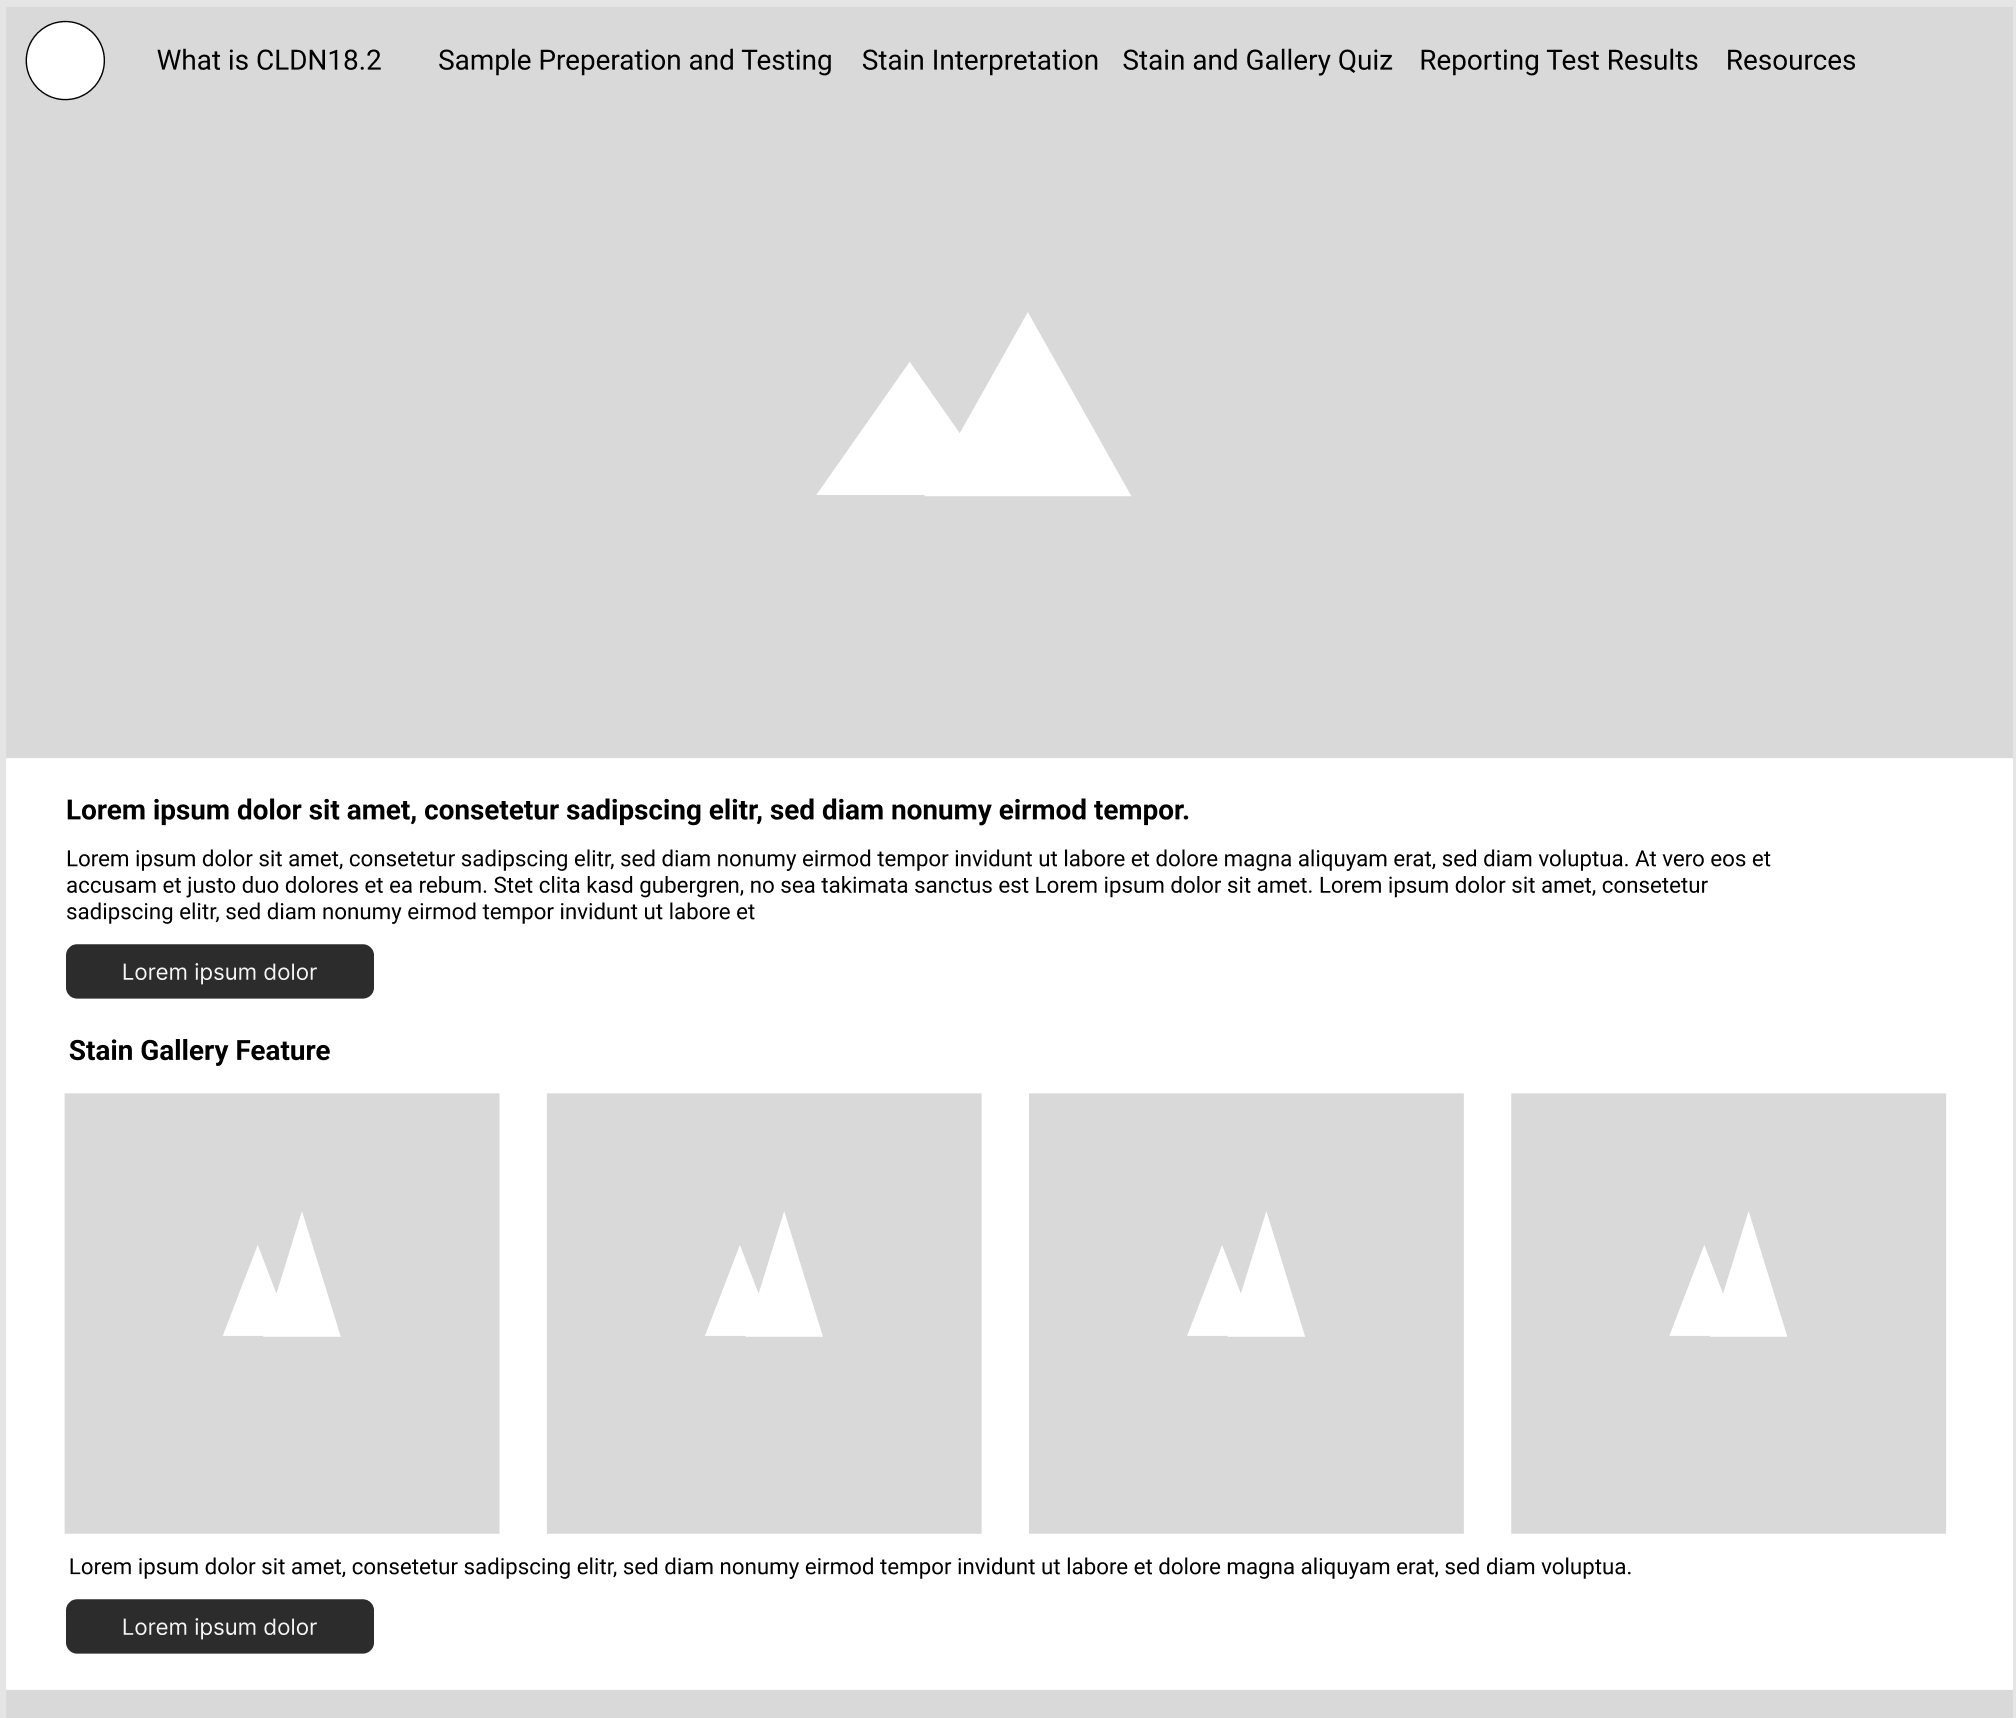 What is CLDN18.2 Sample Preperation and Testing Stain Interpretation Stain and Gallery Quiz Reporting Test Results Resources
Lorem ipsum dolor sit amet, consetetur sadipscing elitr, sed diam nonumy eirmod tempor.
Lorem ipsum dolor sit amet, consetetur sadipscing elitr, sed diam nonumy eirmod tempor invidunt ut labore et dolore magna aliquyam erat, sed diam voluptua. At vero eos et
accusam et justo duo dolores et ea rebum. Stet clita kasd gubergren, no sea takimata sanctus est Lorem ipsum dolor sit amet. Lorem ipsum dolor sit amet, consetetur
sadipscing elitr, sed diam nonumy eirmod tempor invidunt ut labore et
Lorem ipsum dolor
Stain Gallery Feature
Lorem ipsum dolor sit amet, consetetur sadipscing elitr, sed diam nonumy eirmod tempor invidunt ut labore et dolore magna aliquyam erat, sed diam voluptua.
Lorem ipsum dolor